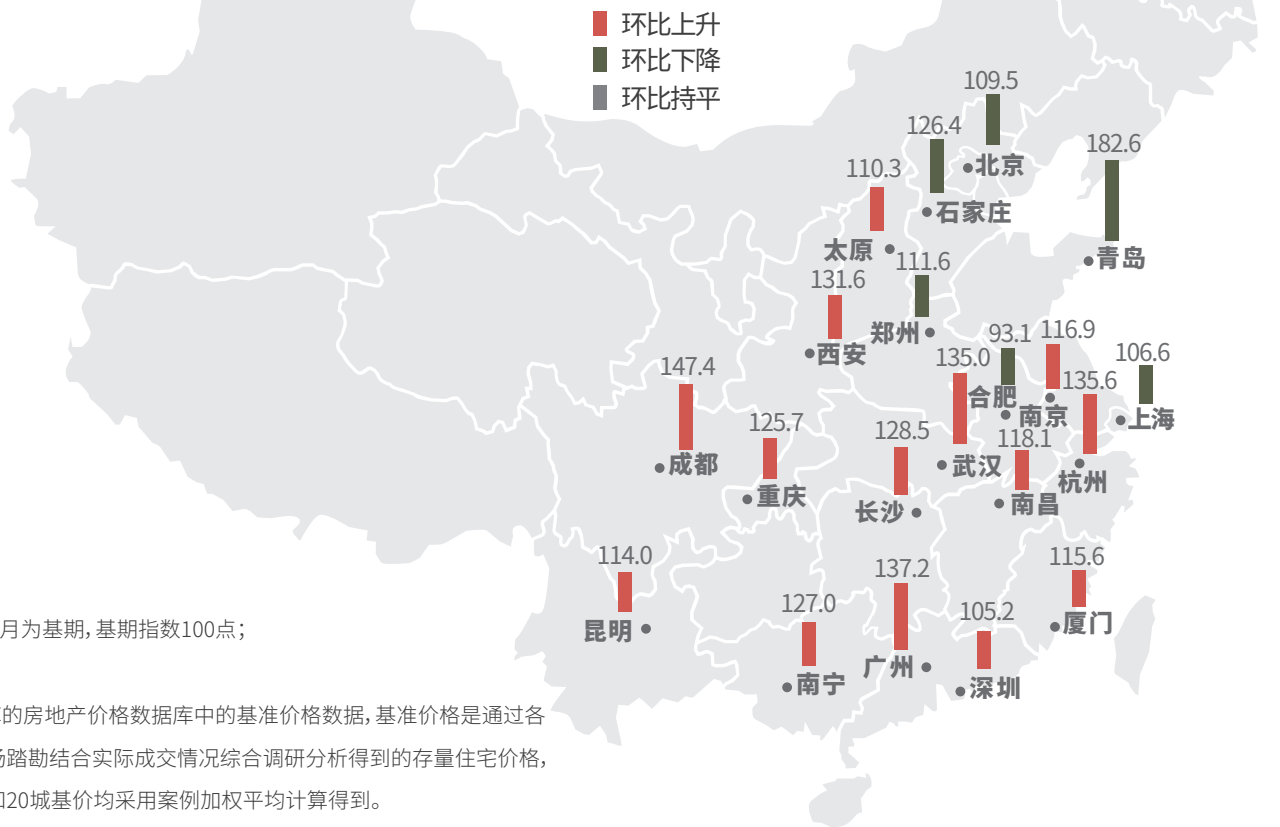 环比上升
环比下降
环比持平
109.5
北京
126.4
石家庄
182.6
青岛
110.3
太原
111.6
郑州
131.6
西安
93.1
合肥
116.9
南京
106.6
上海
135.0
武汉
135.6
杭州
147.4
成都
125.7
重庆
128.5
长沙
118.1
南昌
114.0
昆明
137.2
广州
115.6
厦门
127.0
南宁
105.2
深圳
月为基期，基期指数100点；
的房地产价格数据库中的基准价格数据，基准价格是通过各
踏勘结合实际成交情况综合调研分析得到的存量住宅价格，
20城基价均采用案例加权平均计算得到。